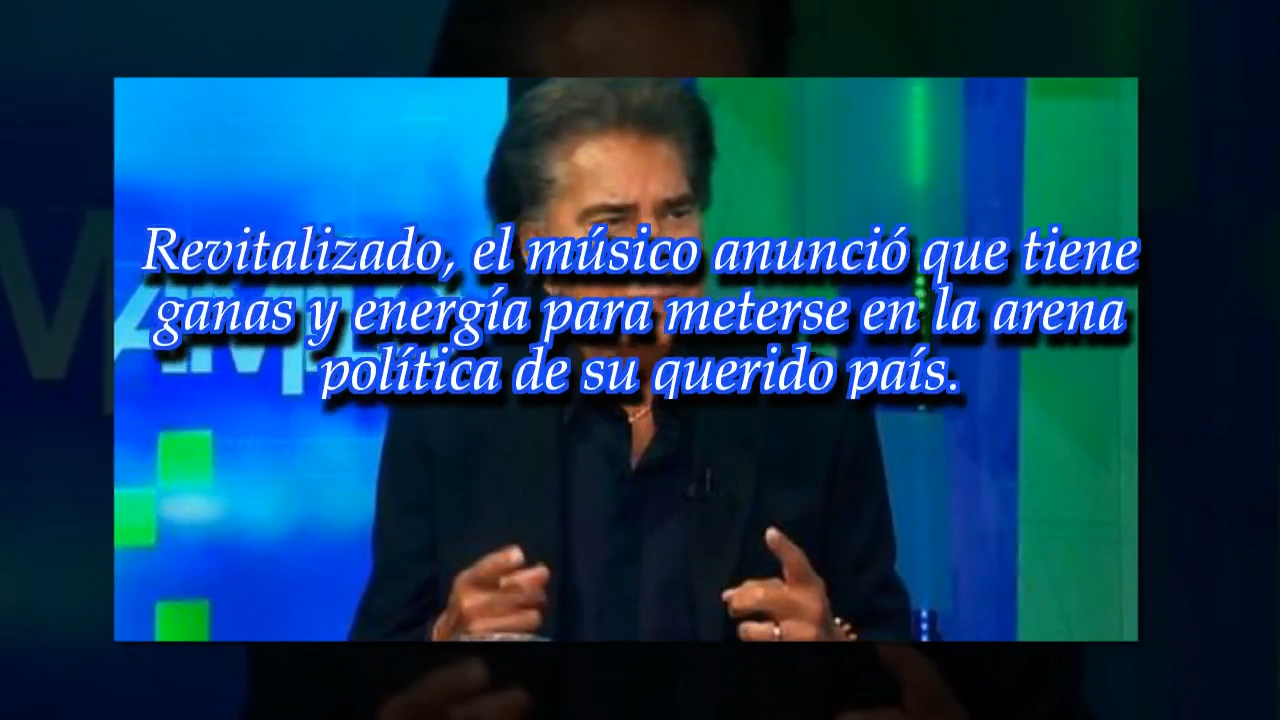 Revitalizado, el músico anunció que tiene
ganas y energía para meterse en la arena
política de su querido país.